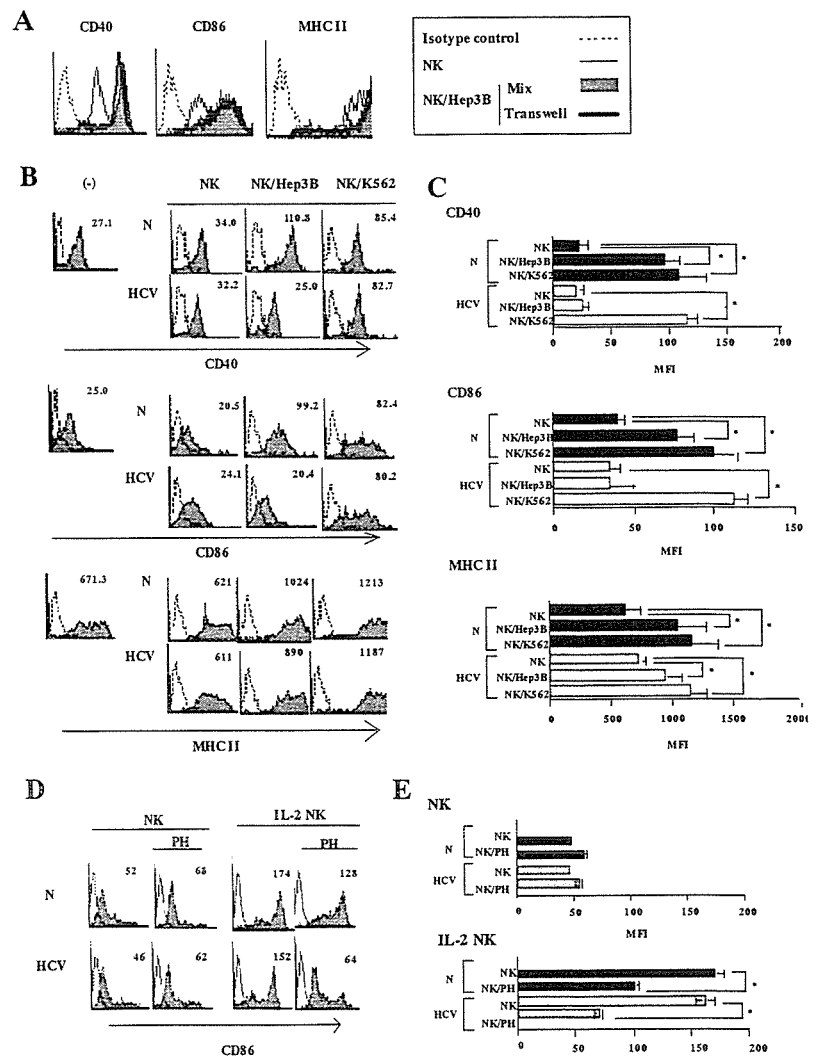 A
CD40 CD86 MHC II
Isotype control
NK
NK/Hep3B Mix
Transwell
B
(-) NK NK/Hep3B NK/K562
N
27.1 34.0 110.8 85.4
HCV
32.2 25.0 82.7
CD40
25.0 N 20.5 99.2 82.4
HCV
24.1 20.4 80.2
CD86
671.3 N 621 1024 1213
HCV
611 890 1187
MHC II
C
CD40
N
NK
NK/Hep3B
NK/K562
* *
HCV
NK
NK/Hep3B
NK/K562
*
0 50 100 150 200
MFI
CD86
N
NK
NK/Hep3B
NK/K562
* *
HCV
NK
NK/Hep3B
NK/K562
*
0 50 100 150
MFI
MHC II
N
NK
NK/Hep3B
NK/K562
* *
HCV
NK
NK/Hep3B
NK/K562
* *
0 500 1000 1500 2000
MFI
D
NK IL-2 NK
PH PH
N
52 68 174 128
HCV
46 62 152 64
CD86
E
NK
N
NK
NK/PH
HCV
NK
NK/PH
0 50 100 150 200
MFI
IL-2 NK
N
NK
NK/PH
*
HCV
NK
NK/PH
*
0 50 100 150 200